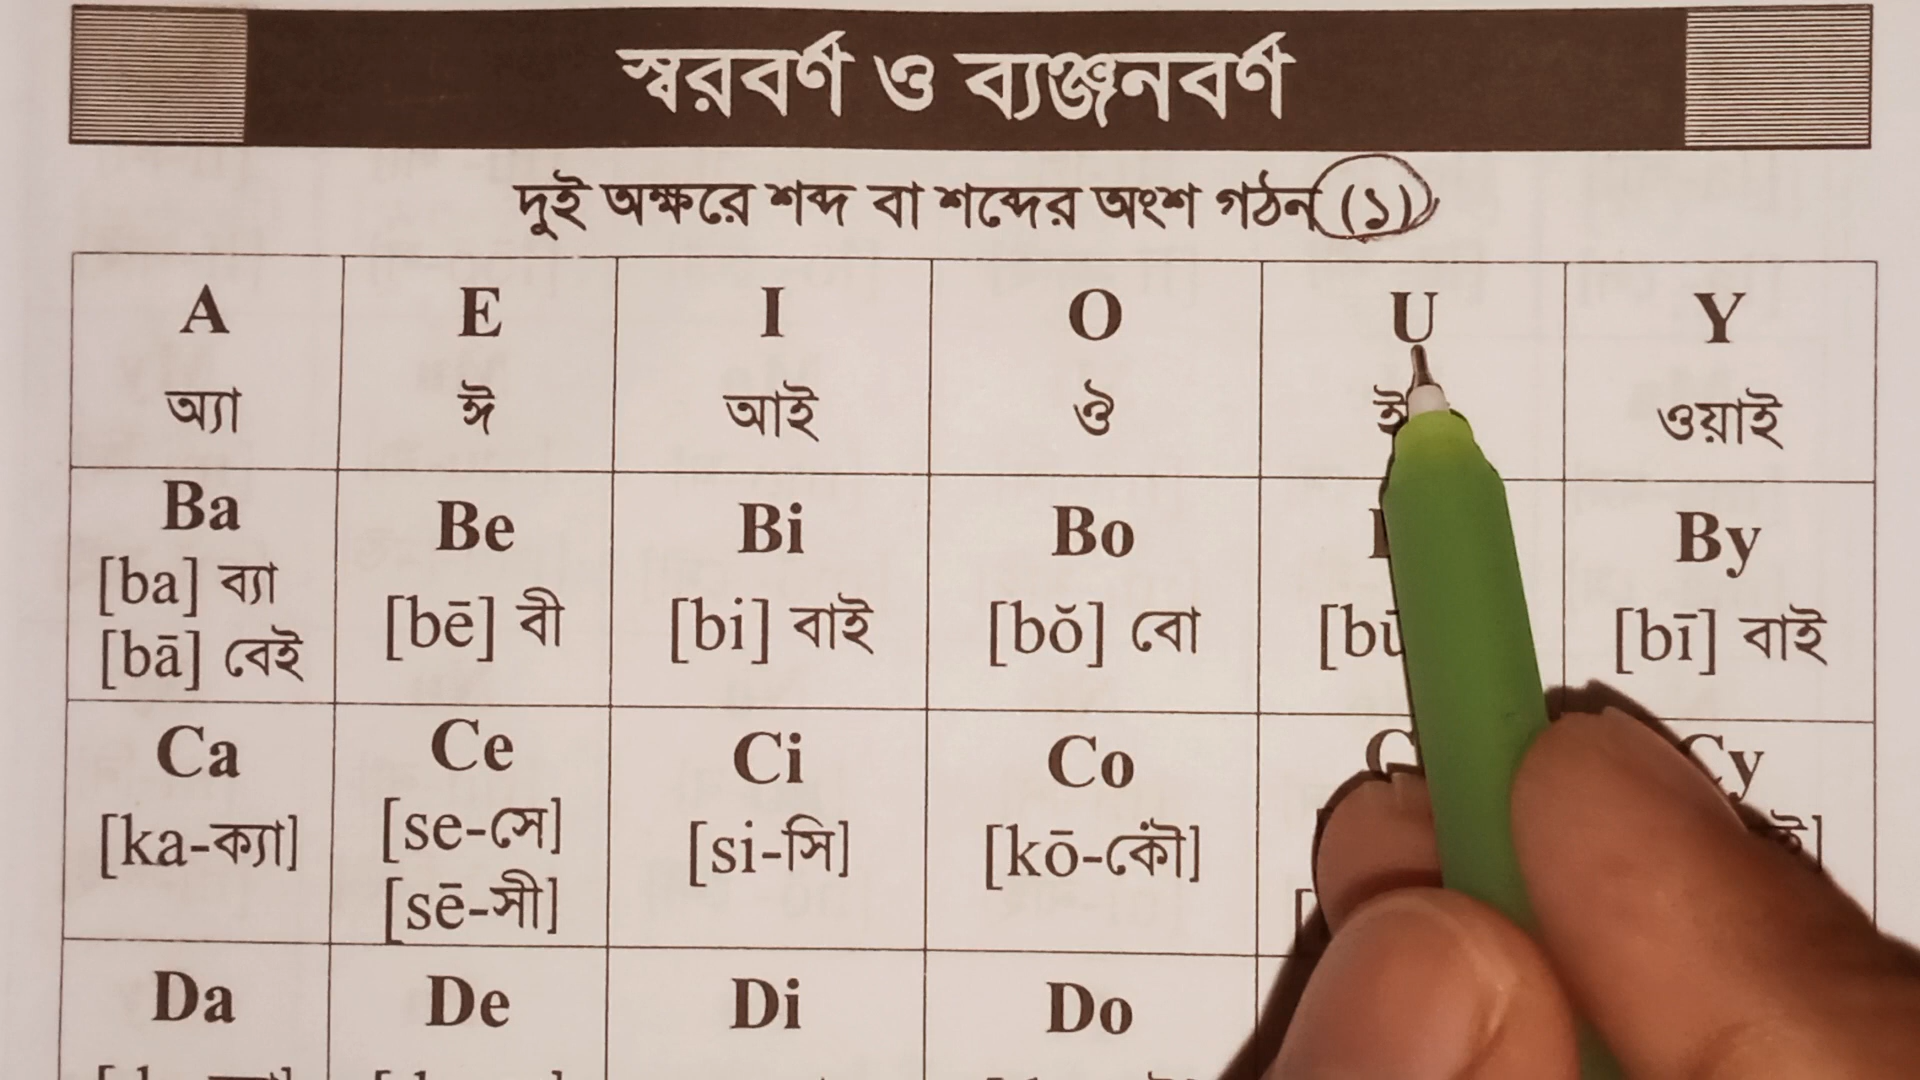 স্বরবর্ণ ও ব্যঞ্জনবর্ণ
দুই অক্ষরে শব্দ বা শব্দের অংশ গঠন (১)
A E I O U Y
অ্যা ঈ আই ঔ ওয়াই
Ba Be Bi Bo By
[ba] ব্যা
[bā] বেই [bē] বী [bi] বাই [bŏ] বো [bī] বাই
Ca Ce Ci Co Cy
[ka-ক্যা] [se-সে] [si-সি] [kō-কৌ]
[sē-সী]
Da De Di Do